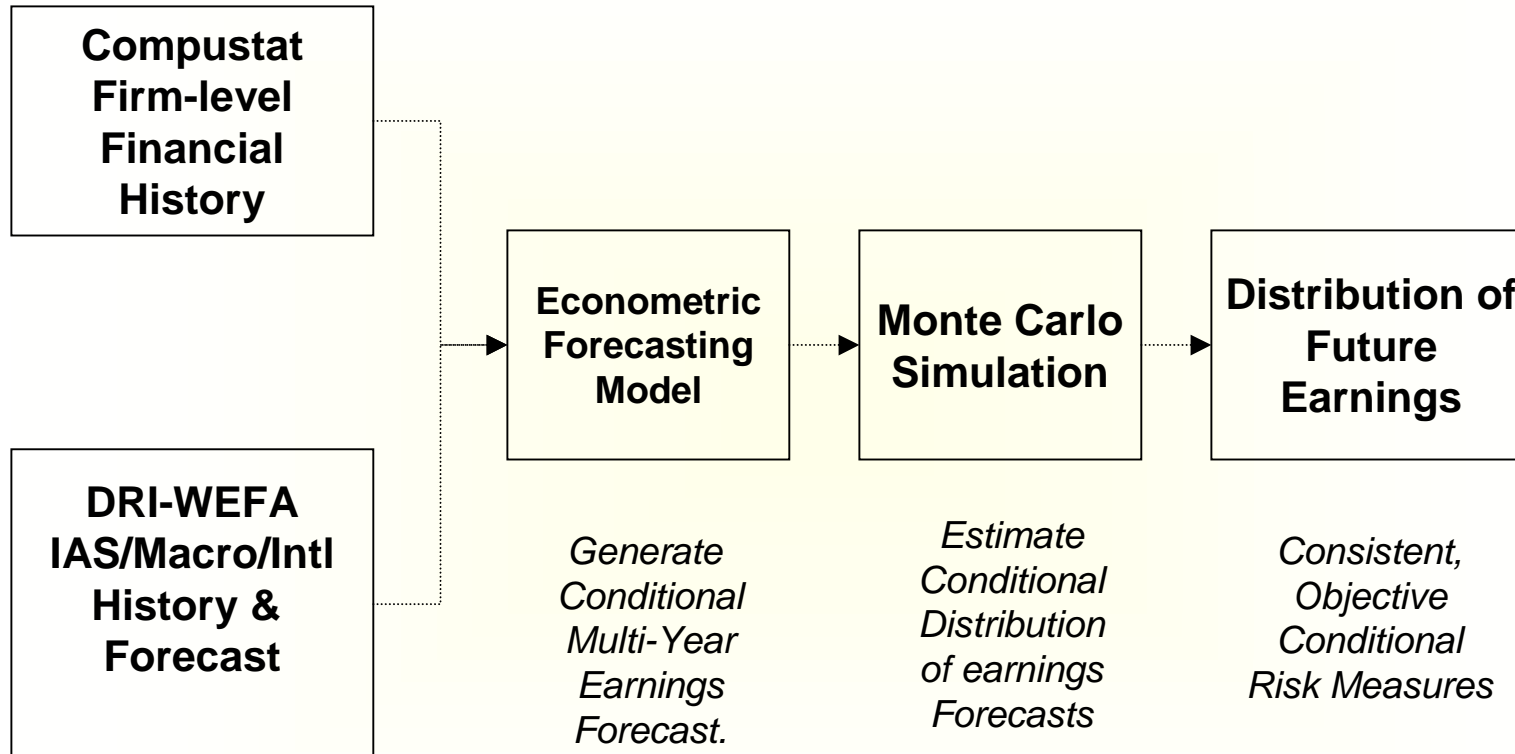 Compustat
Firm-level
Financial
History
DRI-WEFA
IAS/Macro/Intl
History &
Forecast
Econometric
Forecasting
Model
Generate
Conditional
Multi-Year
Earnings
Forecast.
Monte Carlo
Simulation
Estimate
Conditional
Distribution
of earnings
Forecasts
Distribution of
Future
Earnings
Consistent,
Objective
Conditional
Risk Measures